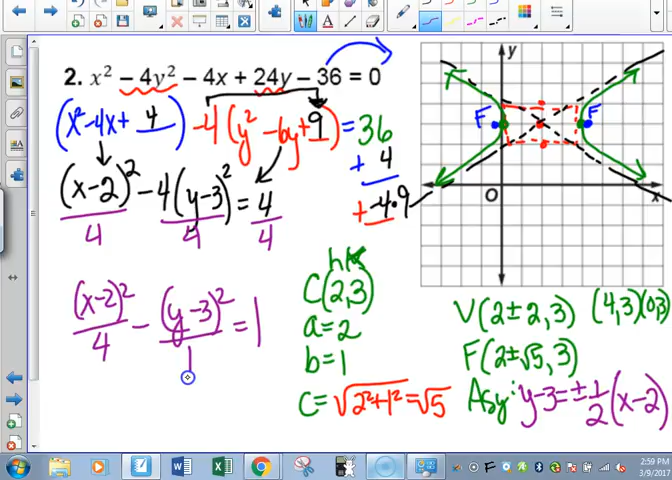 2. x² − 4y² − 4x + 24y − 36 = 0
(x² − 4x + 4) − 4(y² − 6y + 9) = 36
+ 4
+ −4·9
(x−2)² − 4(y−3)² = 4
4 4 4
(x−2)²/4 − (y−3)²/1 = 1
h k
C(2,3)
a = 2
b = 1
c = √2²+1² = √5
y
F F
O x
V(2±2, 3) (4,3)(0,3)
F(2±√5, 3)
Asy: y−3 = ±1/2(x−2)
2:59 PM
3/9/2017